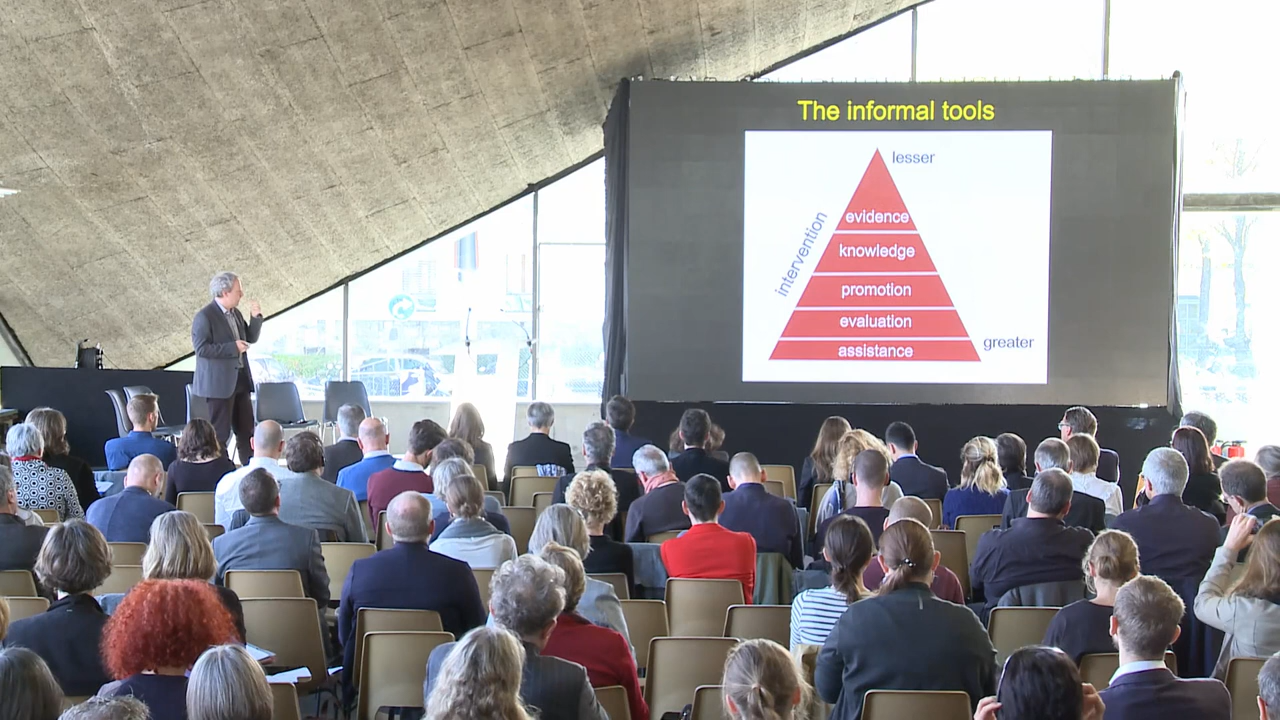 The informal tools
lesser
evidence
intervention
knowledge
promotion
evaluation
greater
assistance